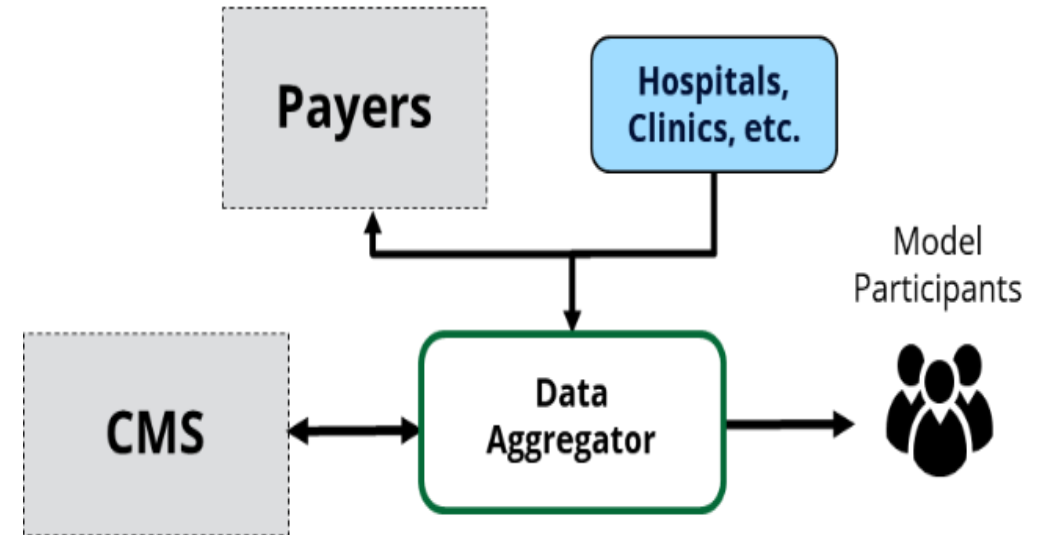 Payers
Hospitals,
Clinics, etc.
Model
Participants
CMS
Data
Aggregator